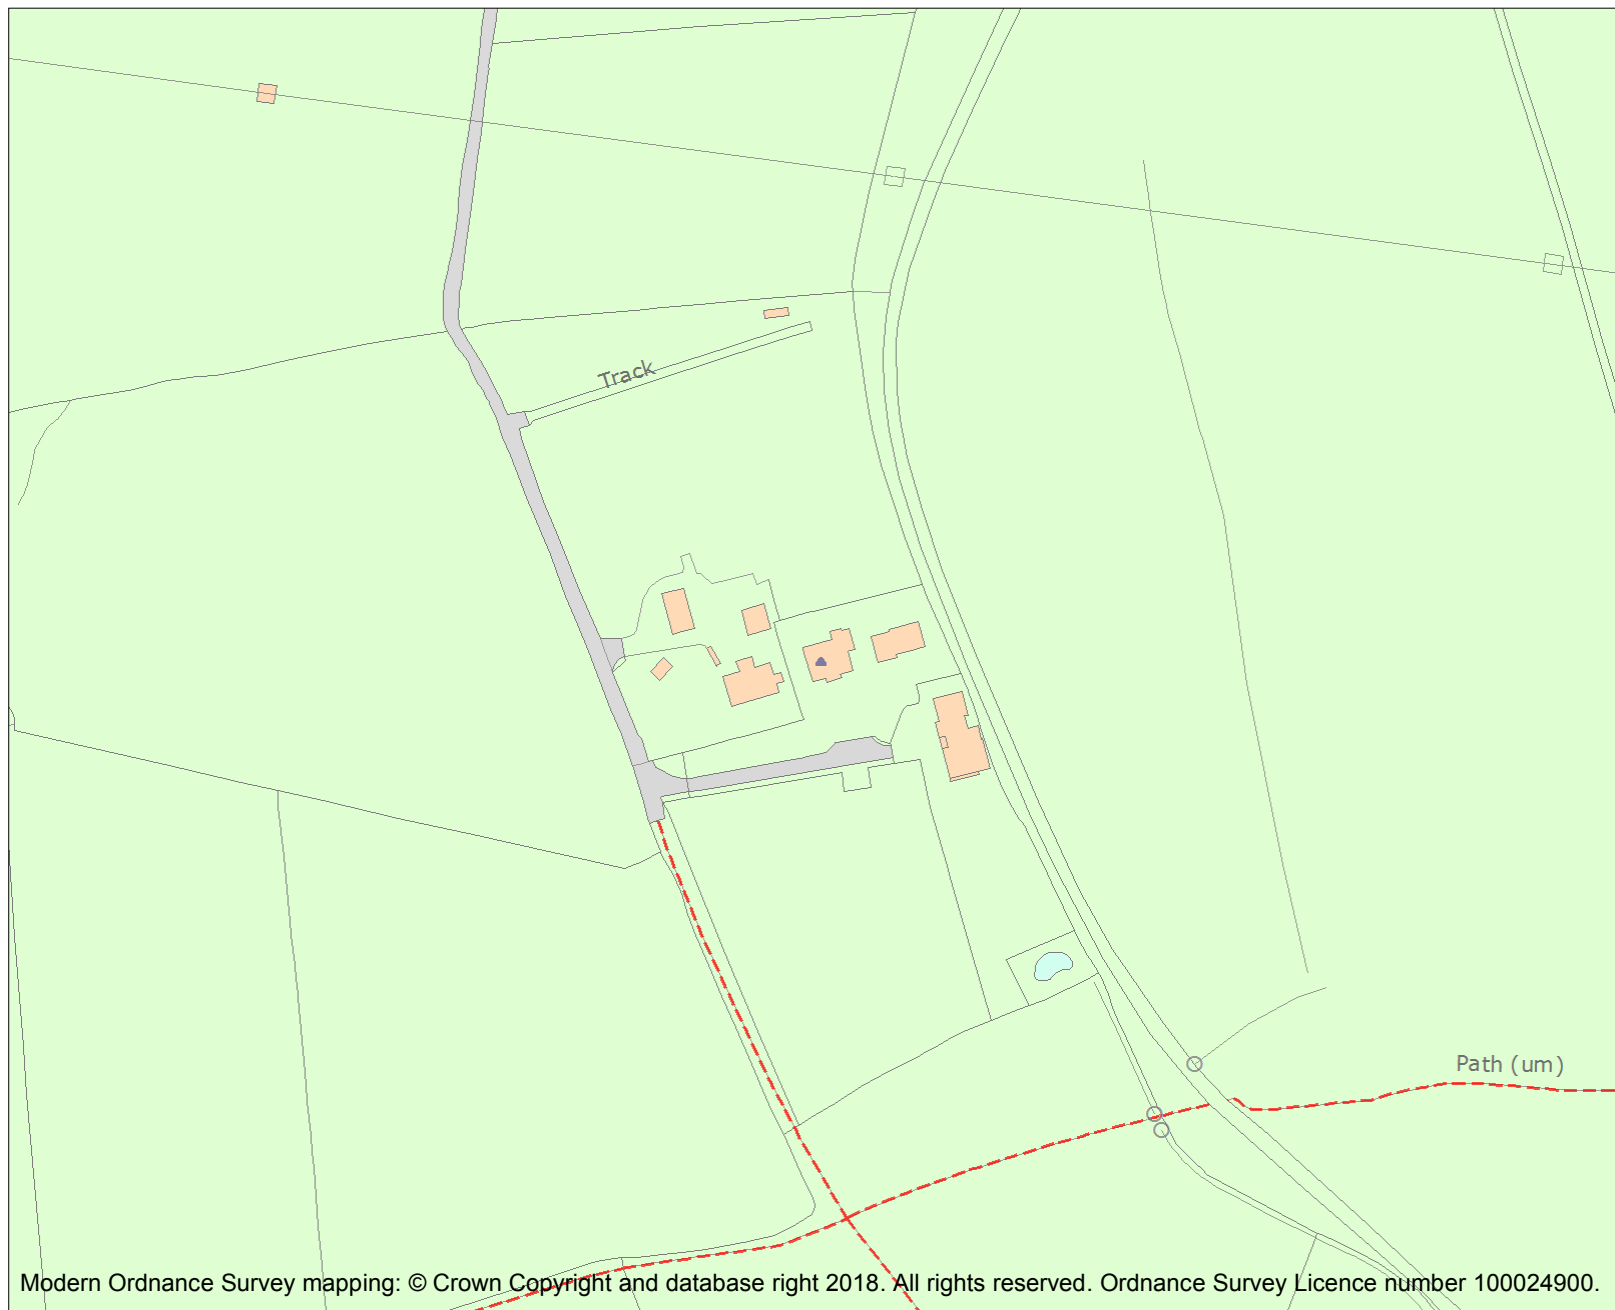 Track
Path (um)
Modern Ordnance Survey mapping: © Crown Copyright and database right 2018. All rights reserved. Ordnance Survey Licence number 100024900.